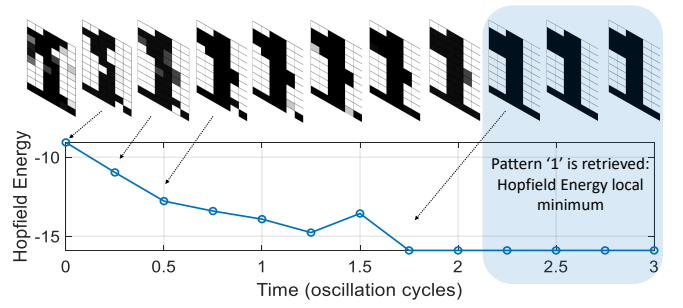 Hopfield Energy
-10
-15
Pattern ‘1’ is retrieved:
Hopfield Energy local
minimum
0 0.5 1 1.5 2 2.5 3
Time (oscillation cycles)